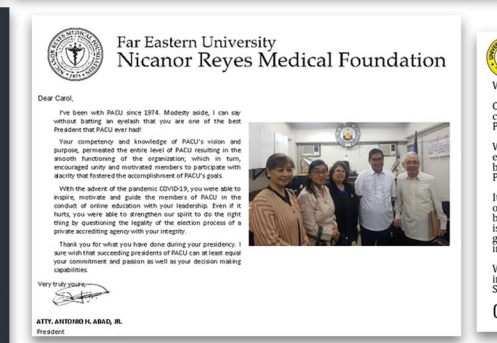 Far Eastern University
Nicanor Reyes Medical Foundation
Dear Carol,
I've been with PACU since 1974. Modesty aside, I can say
without batting an eyelash that you are one of the best
President that PACU ever had!
Your competency and knowledge of PACU's vision and
purpose, permeated the entire level of PACU resulting in the
smooth functioning of the organization; which in turn,
encouraged unity and motivated members to participate with
alacrity that fostered the accomplishment of PACU's goals.
With the advent of the pandemic COVID-19, you were able to
inspire, motivate and guide the members of PACU in the
conduct of online education with your leadership. Even if it
hurts, you were able to strengthen our spirit to do the right
thing by questioning the legality of the election process of a
private accrediting agency with your integrity.
Thank you for what you have done during your presidency. I
sure wish that succeeding presidents of PACU can at least equal
your commitment and passion as well as your decision making
capabilities.
Very truly yours,
ATTY. ANTONIO H. ABAD, JR.
President